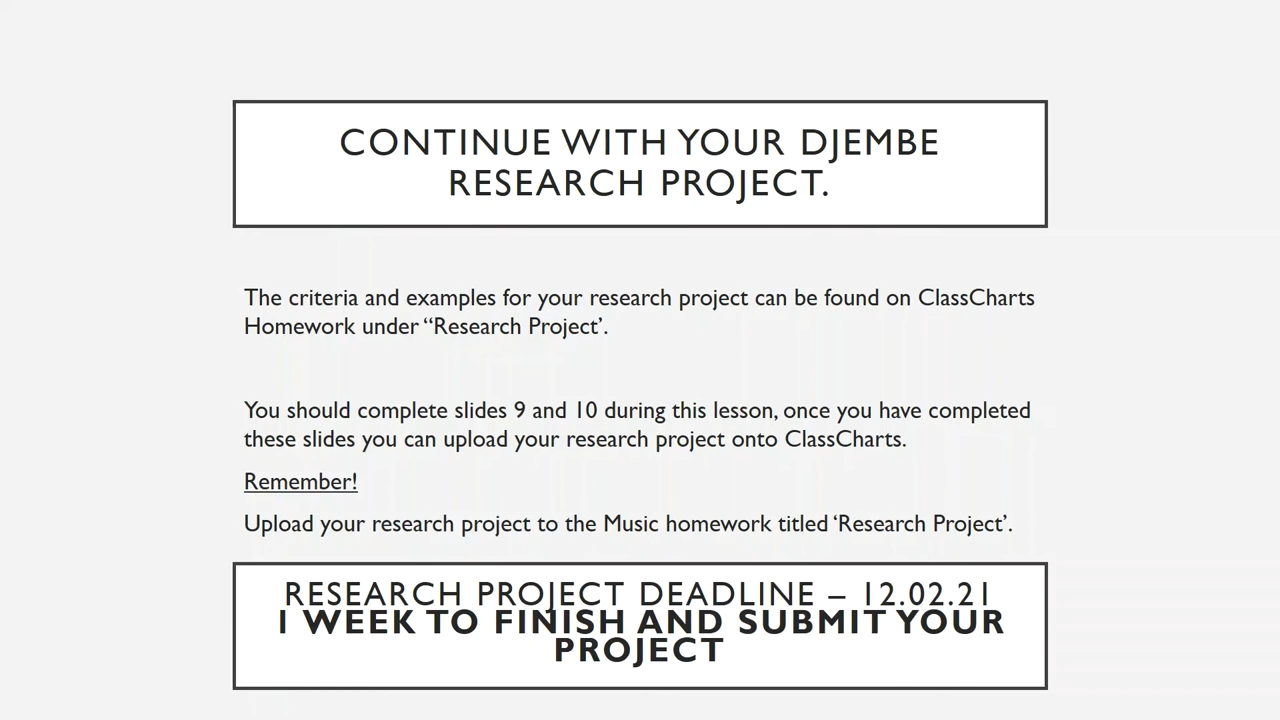 CONTINUE WITH YOUR DJEMBE
RESEARCH PROJECT.
The criteria and examples for your research project can be found on ClassCharts
Homework under “Research Project’.
You should complete slides 9 and 10 during this lesson, once you have completed
these slides you can upload your research project onto ClassCharts.
Remember!
Upload your research project to the Music homework titled ‘Research Project’.
RESEARCH PROJECT DEADLINE – 12.02.21
1 WEEK TO FINISH AND SUBMIT YOUR
PROJECT